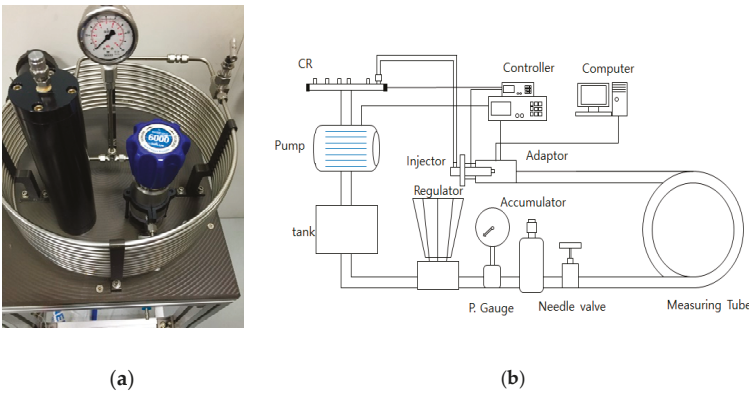 6000
CR
Controller
Computer
Pump
Injector
Adaptor
Regulator
Accumulator
tank
P. Gauge
Needle valve
Measuring Tube
(a)
(b)